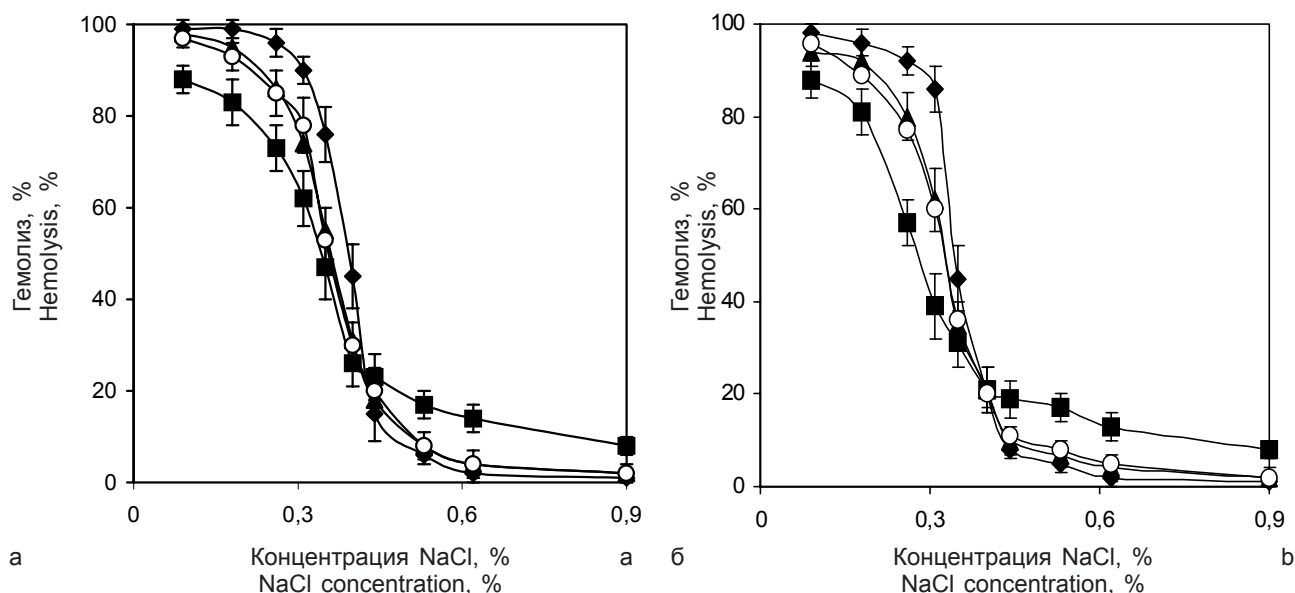 100
80
60
40
20
0
Гемолиз, %
Hemolysis, %
0
0,3
0,6
0,9
Концентрация NaCl, %
NaCl concentration, %
а
a
100
80
60
40
20
0
Гемолиз, %
Hemolysis, %
0
0,3
0,6
0,9
Концентрация NaCl, %
NaCl concentration, %
б
b